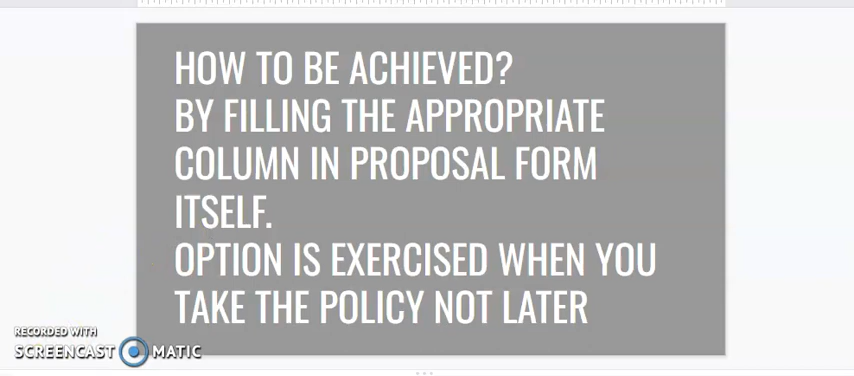 HOW TO BE ACHIEVED?
BY FILLING THE APPROPRIATE
COLUMN IN PROPOSAL FORM
ITSELF.
OPTION IS EXERCISED WHEN YOU
TAKE THE POLICY NOT LATER
RECORDED WITH
SCREENCAST MATIC